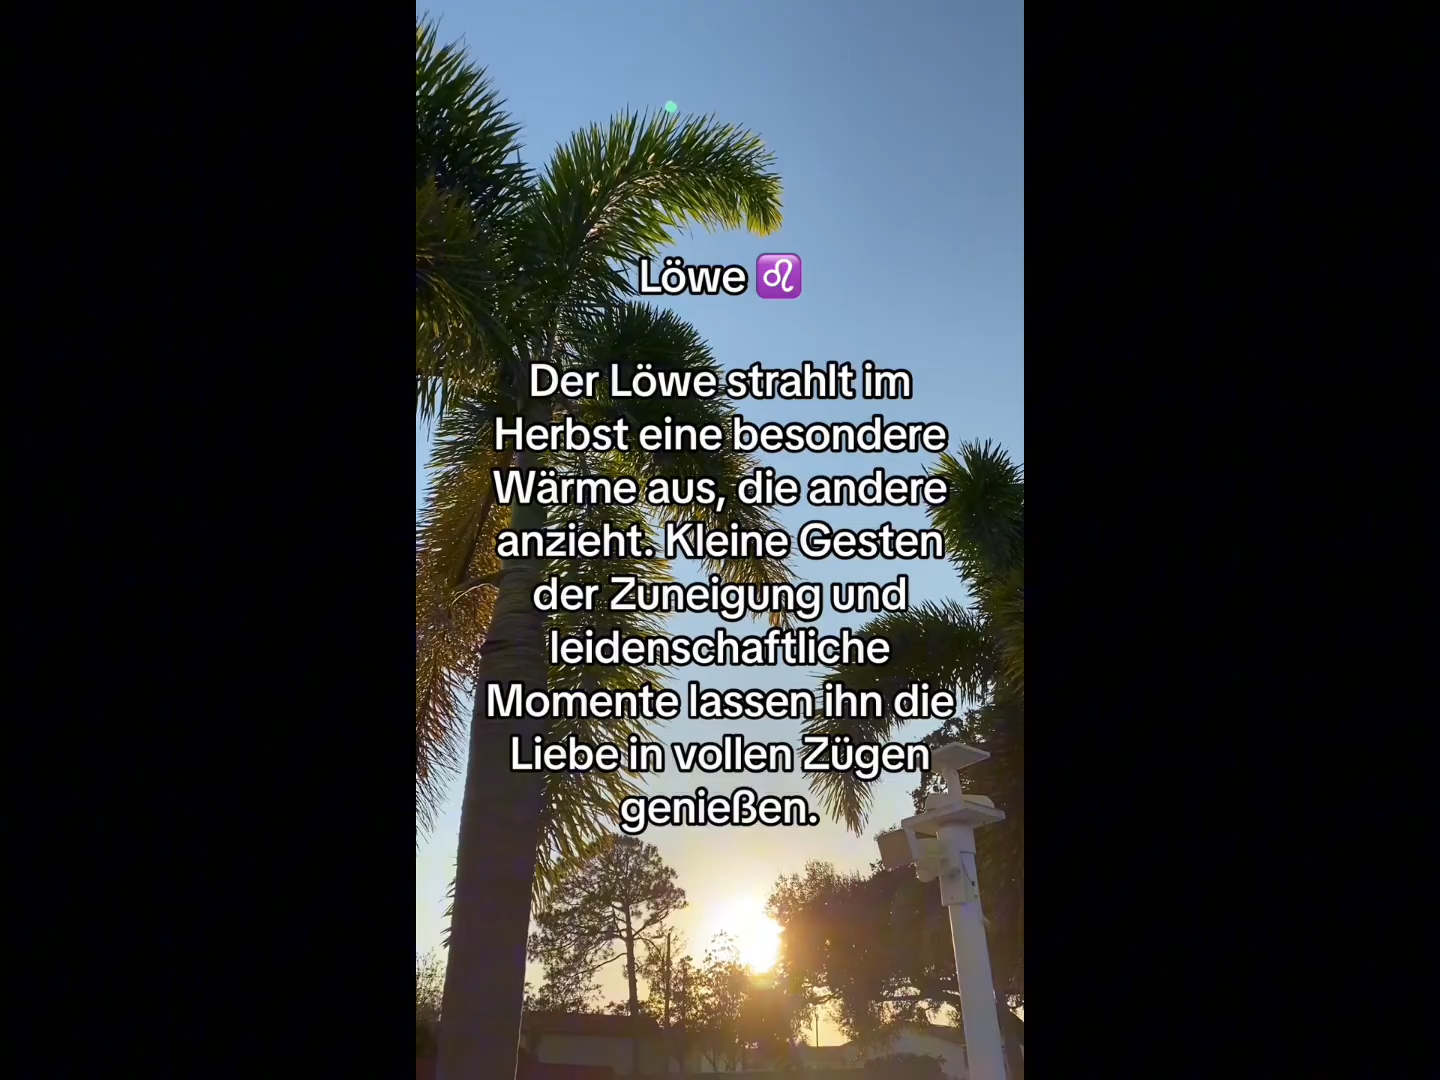 Löwe ♌
Der Löwe strahlt im
Herbst eine besondere
Wärme aus, die andere
anzieht. Kleine Gesten
der Zuneigung und
leidenschaftliche
Momente lassen ihn die
Liebe in vollen Zügen
genießen.